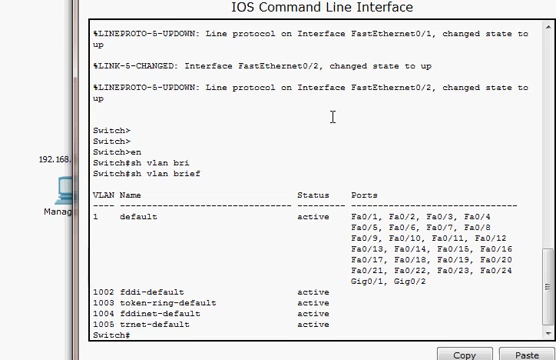 IOS Command Line Interface
%LINEPROTO-5-UPDOWN: Line protocol on Interface FastEthernet0/1, changed state to
up
%LINK-5-CHANGED: Interface FastEthernet0/2, changed state to up
%LINEPROTO-5-UPDOWN: Line protocol on Interface FastEthernet0/2, changed state to
up
Switch>
Switch>
Switch>en
Switch#sh vlan bri
Switch#sh vlan brief
VLAN Name Status Ports
---- -------------------------------- --------- -------------------------------
1 default active Fa0/1, Fa0/2, Fa0/3, Fa0/4
Fa0/5, Fa0/6, Fa0/7, Fa0/8
Fa0/9, Fa0/10, Fa0/11, Fa0/12
Fa0/13, Fa0/14, Fa0/15, Fa0/16
Fa0/17, Fa0/18, Fa0/19, Fa0/20
Fa0/21, Fa0/22, Fa0/23, Fa0/24
Gig0/1, Gig0/2
1002 fddi-default active
1003 token-ring-default active
1004 fddinet-default active
1005 trnet-default active
Switch#
192.168.
Manag
Copy
Paste